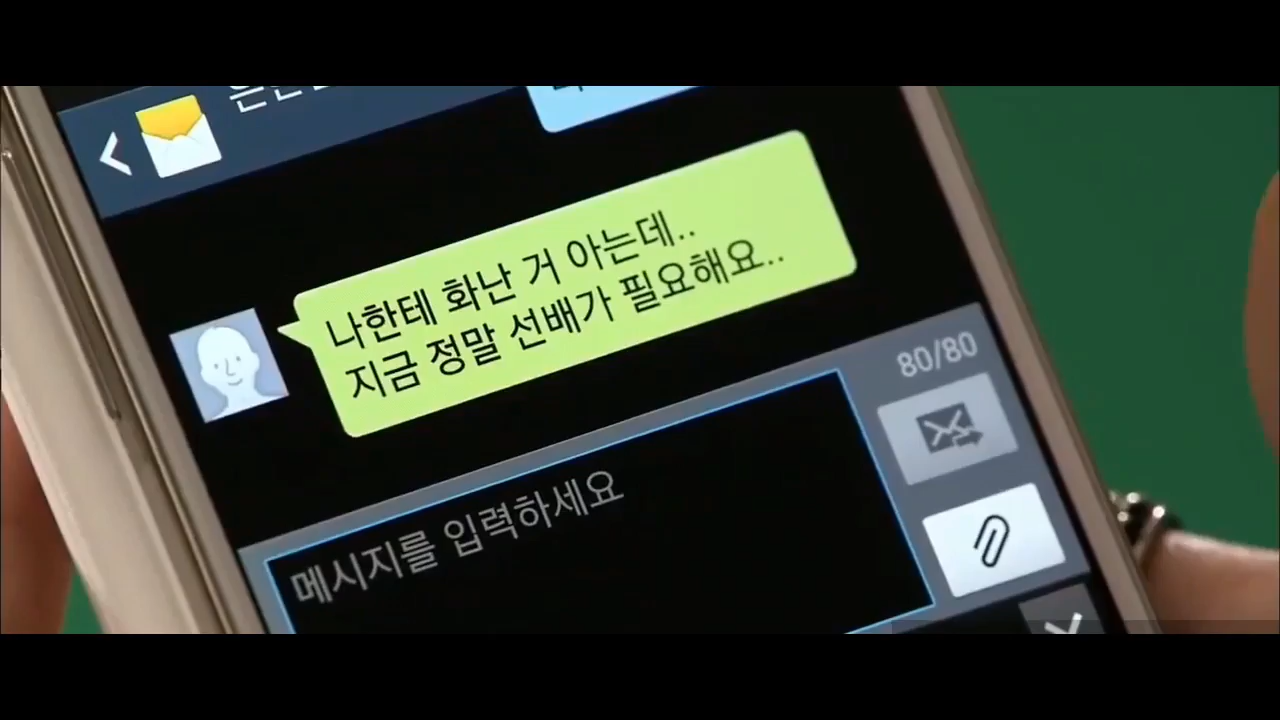 나한테 화난 거 아는데..
지금 정말 선배가 필요해요..
80/80
메시지를 입력하세요